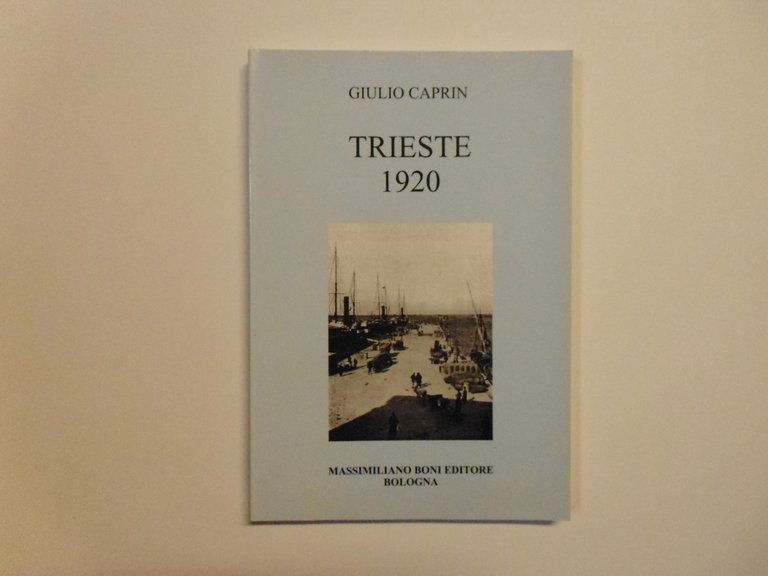 GIULIO CAPRIN
TRIESTE
1920
MASSIMILIANO BONI EDITORE
BOLOGNA